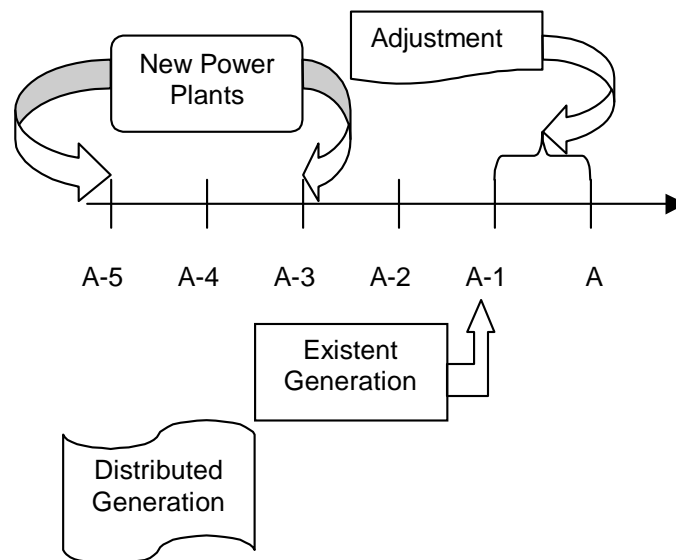 New Power
Plants
Adjustment
A-5 A-4 A-3 A-2 A-1 A
Existent
Generation
Distributed
Generation